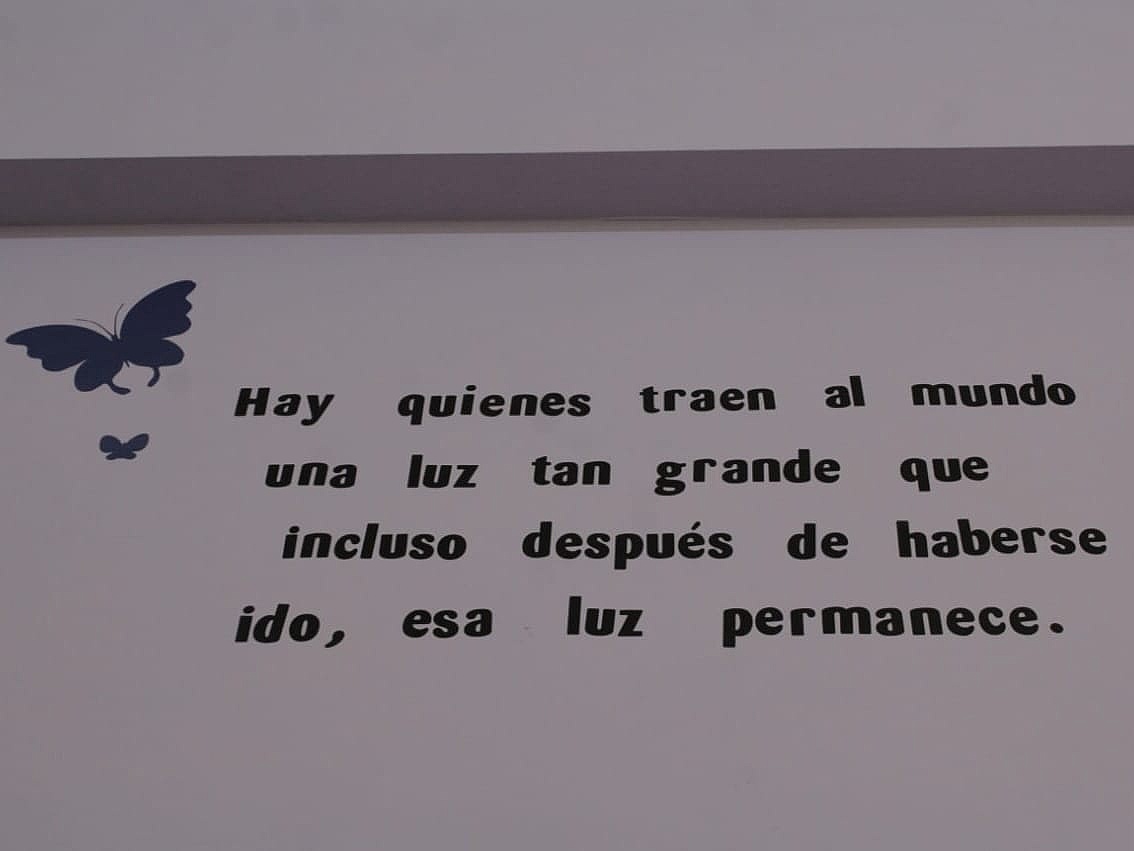 Hay quienes traen al mundo
una luz tan grande que
incluso después de haberse
ido, esa luz permanece.